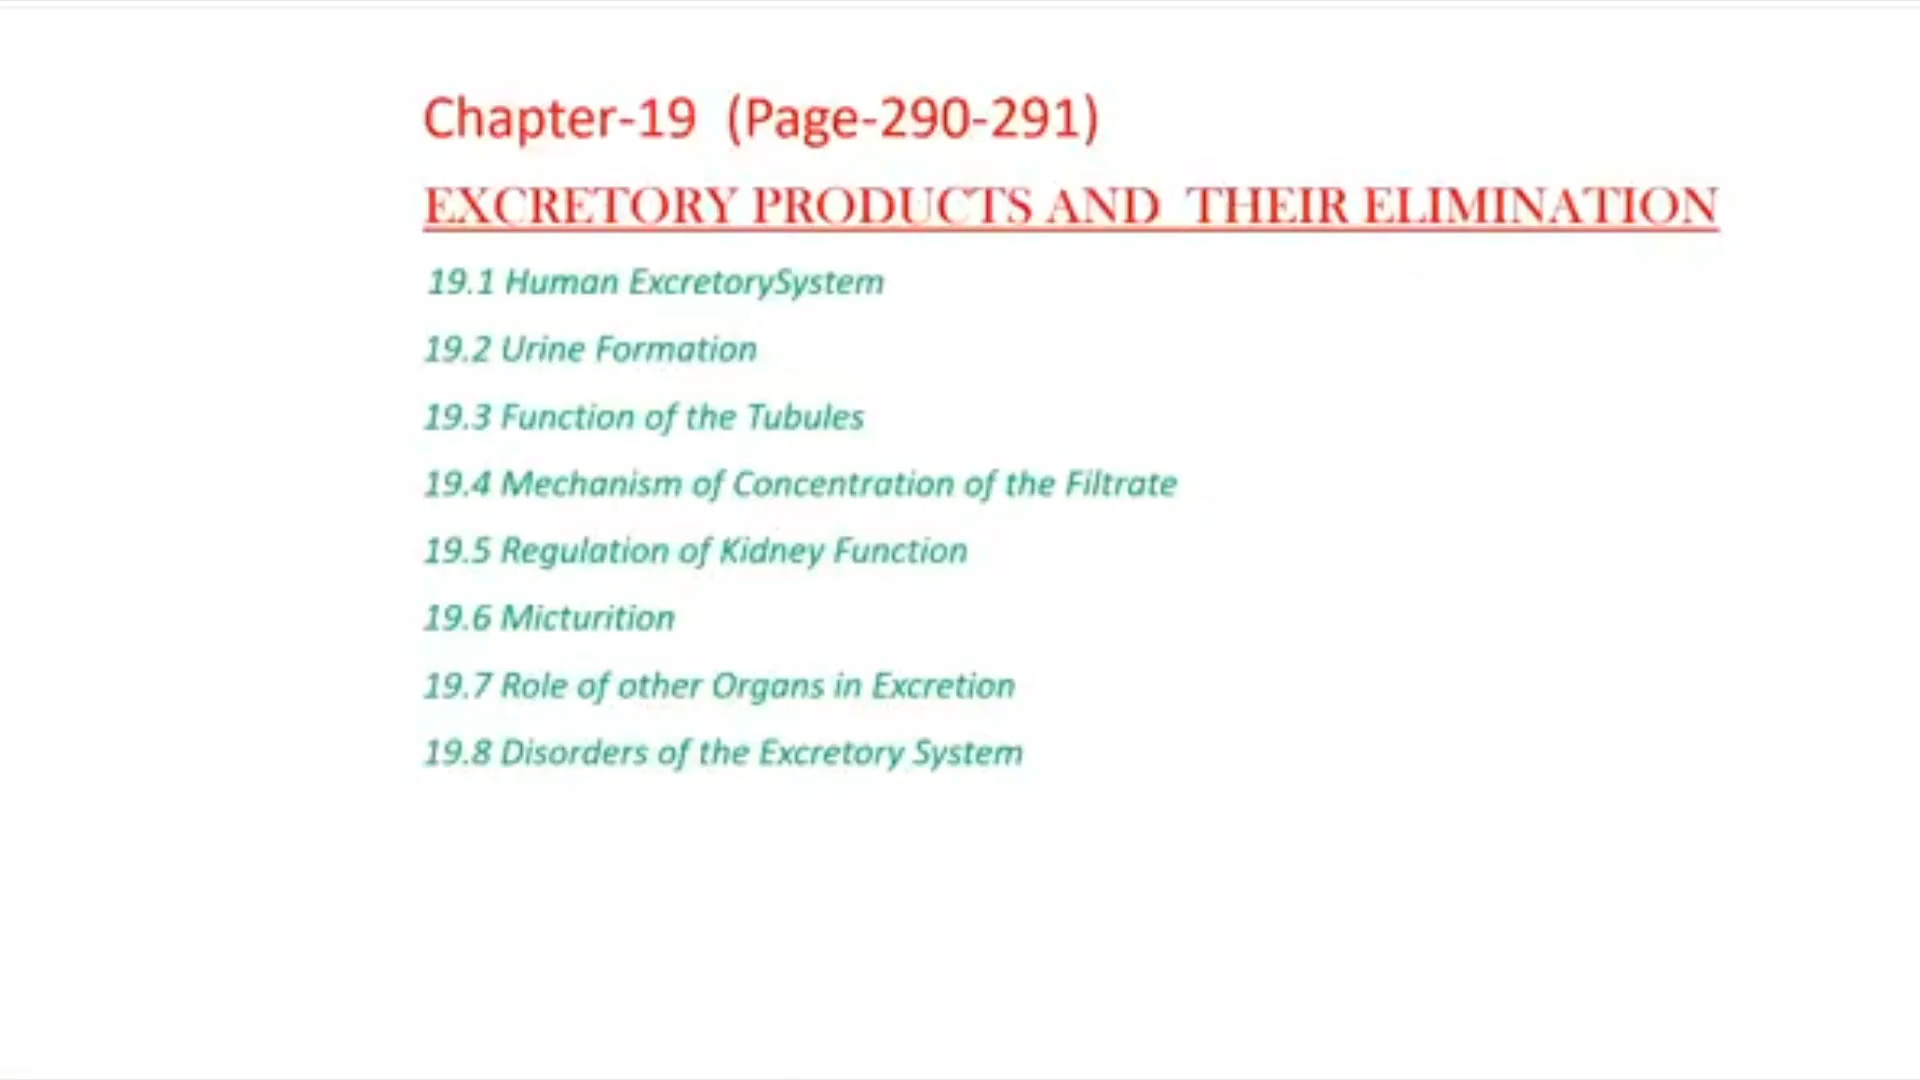 Chapter-19 (Page-290-291)
EXCRETORY PRODUCTS AND THEIR ELIMINATION
19.1 Human ExcretorySystem
19.2 Urine Formation
19.3 Function of the Tubules
19.4 Mechanism of Concentration of the Filtrate
19.5 Regulation of Kidney Function
19.6 Micturition
19.7 Role of other Organs in Excretion
19.8 Disorders of the Excretory System